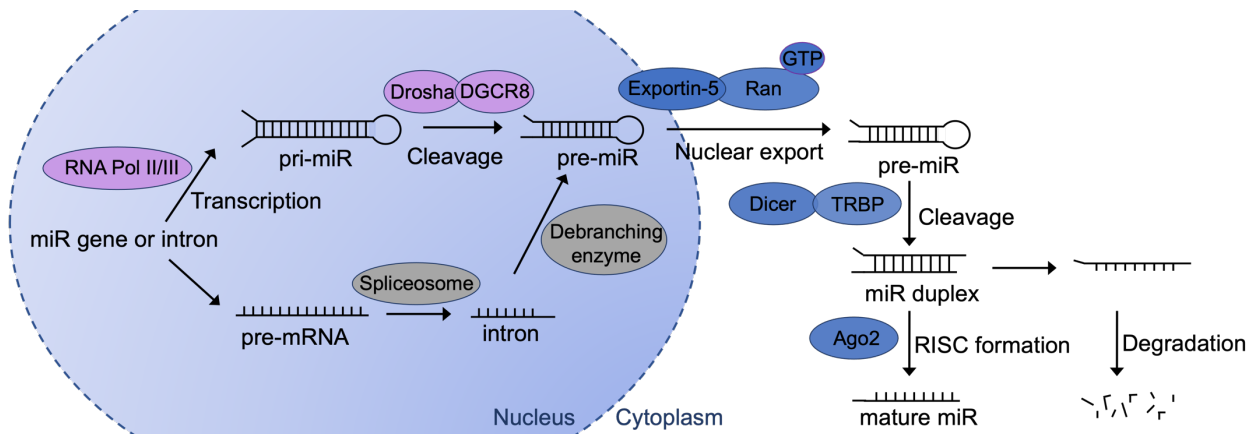 GTP
Exportin-5
Ran
Drosha
DGCR8
RNA Pol II/III
pri-miR
Cleavage
pre-miR
Nuclear export
pre-miR
Transcription
Dicer
TRBP
Cleavage
miR gene or intron
Debranching
enzyme
Spliceosome
miR duplex
pre-mRNA
intron
Ago2
RISC formation
Degradation
Nucleus
Cytoplasm
mature miR